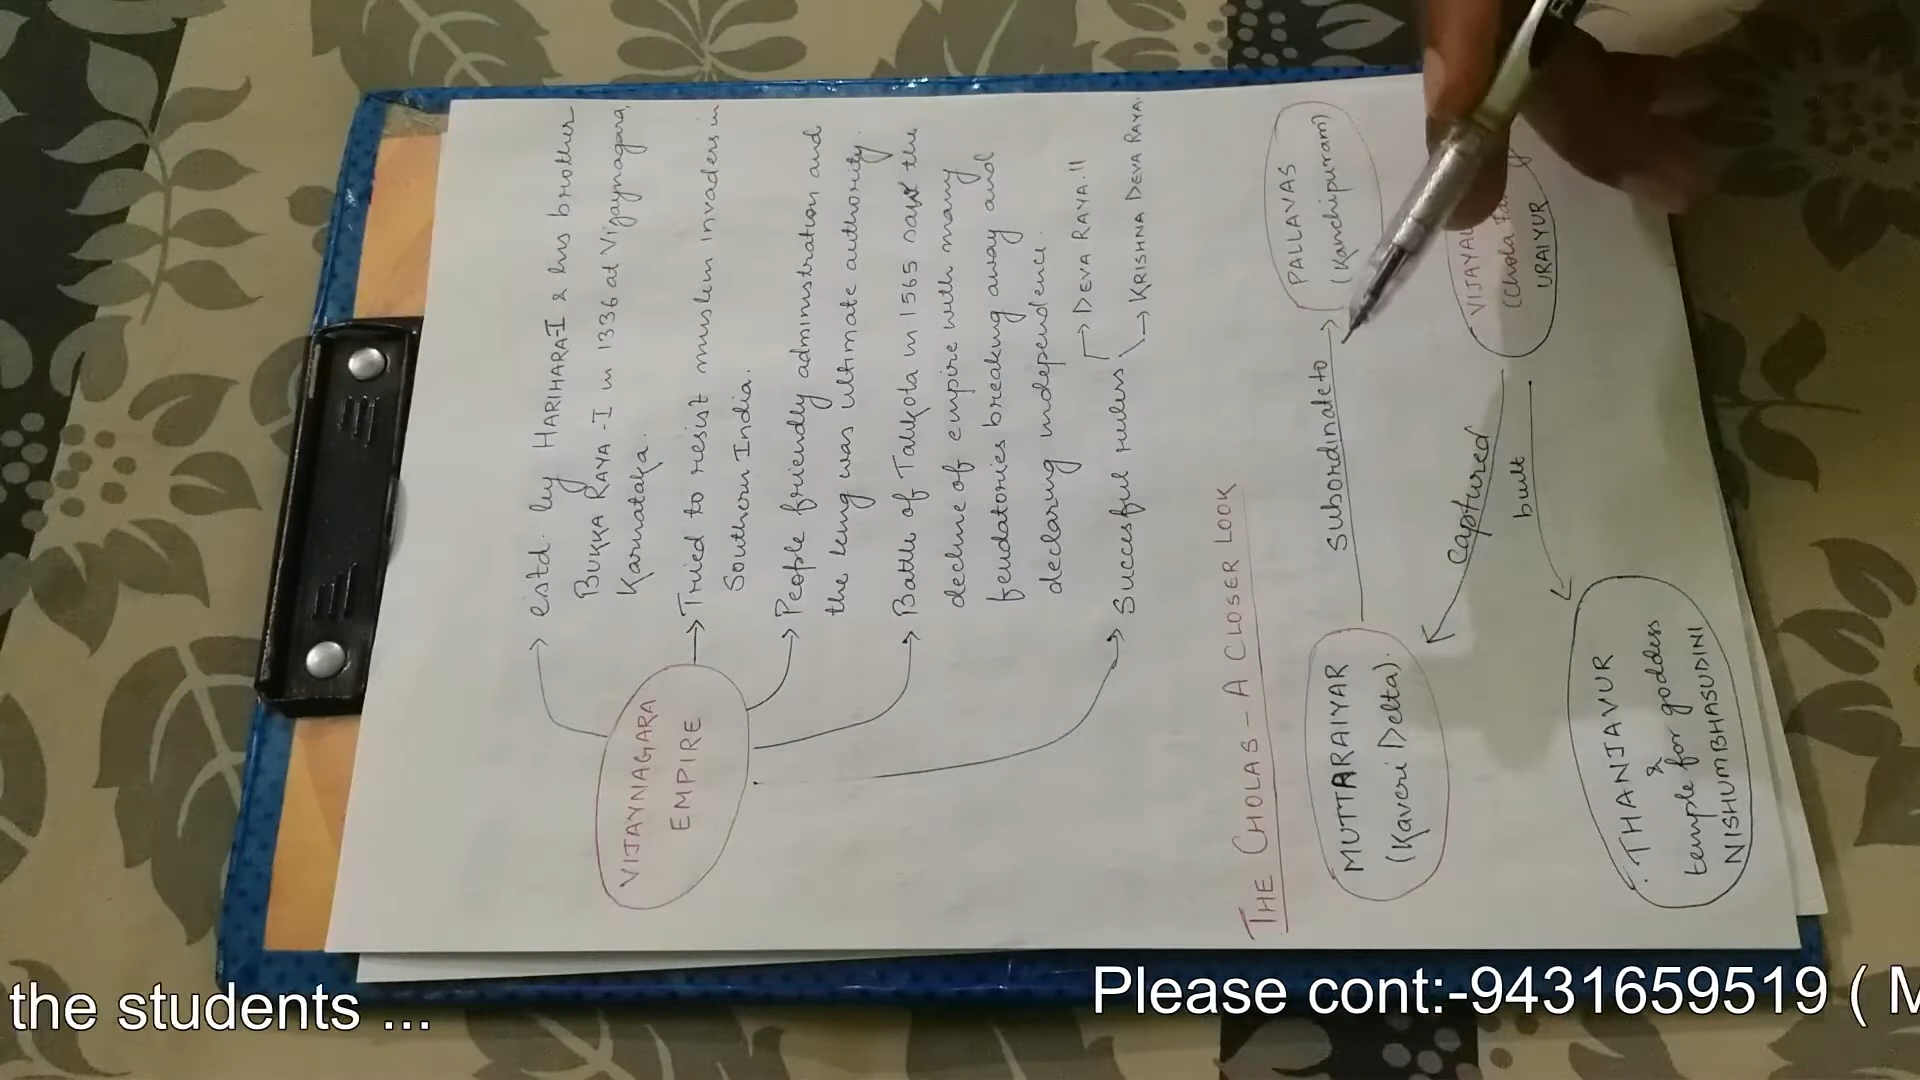 → estd. by HARIHARA-I & his brother
BUKKA RAYA-I in 1336 at Vijaynagara,
Karnataka.
→ Tried to resist muslim invaders in
Southern India.
→ People friendly administration and
the king was ultimate authority.
→ Battle of Talikota in 1565 saw the
decline of empire with many
feudatories breaking away and
declaring independence.
→ Successful rulers
→ DEVA RAYA II
→ KRISHNA DEVA RAYA.
VIJAYNAGARA
EMPIRE
THE CHOLAS - A CLOSER LOOK
MUTTARAIYAR
(Kaveri Delta).
Subordinate to
PALLAVAS
(Kanchipuram)
captured
built
(Chola
URAIYUR
THANJAVUR
&
temple for goddess
NISHUMBHASUDINI
the students ...
Please cont:-9431659519 (